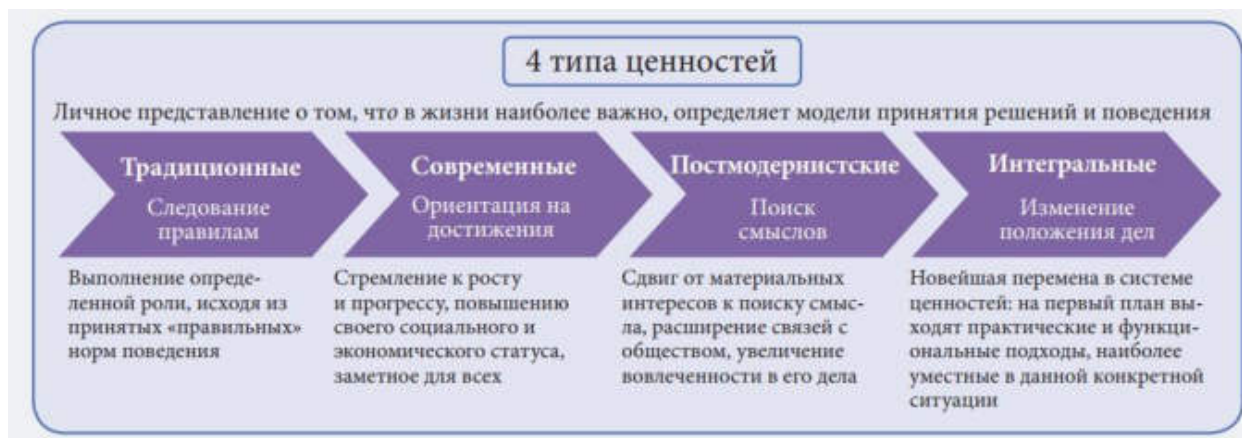 4 типа ценностей
Личное представление о том, что в жизни наиболее важно, определяет модели принятия решений и поведения
Традиционные
Следование
правилам
Выполнение опреде-
ленной роли, исходя из
принятых «правильных»
норм поведения
Современные
Ориентация на
достижения
Стремление к росту
и прогрессу, повышению
своего социального и
экономического статуса,
заметное для всех
Постмодернистские
Поиск
смыслов
Сдвиг от материальных
интересов к поиску смыс-
ла, расширение связей с
обществом, увеличение
вовлеченности в его дела
Интегральные
Изменение
положения дел
Новейшая перемена в системе
ценностей: на первый план вы-
ходят практические и функци-
ональные подходы, наиболее
уместные в данной конкретной
ситуации